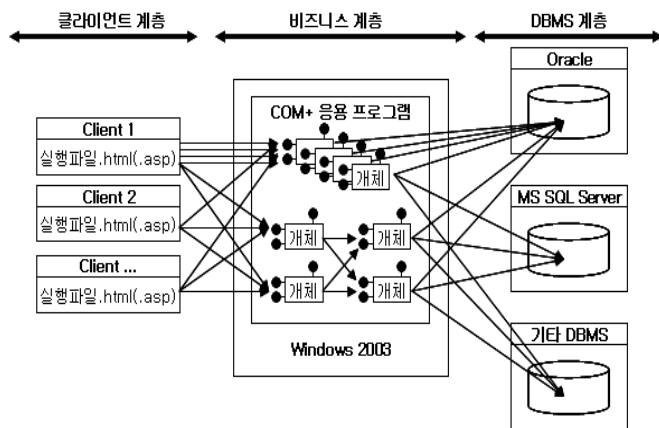 클라이언트 계층
비즈니스 계층
DBMS 계층
Client 1
실행파일.html(.asp)
Client 2
실행파일.html(.asp)
Client ...
실행파일.html(.asp)
COM+ 응용 프로그램
개체
개체
개체
개체
개체
Windows 2003
Oracle
MS SQL Server
기타 DBMS